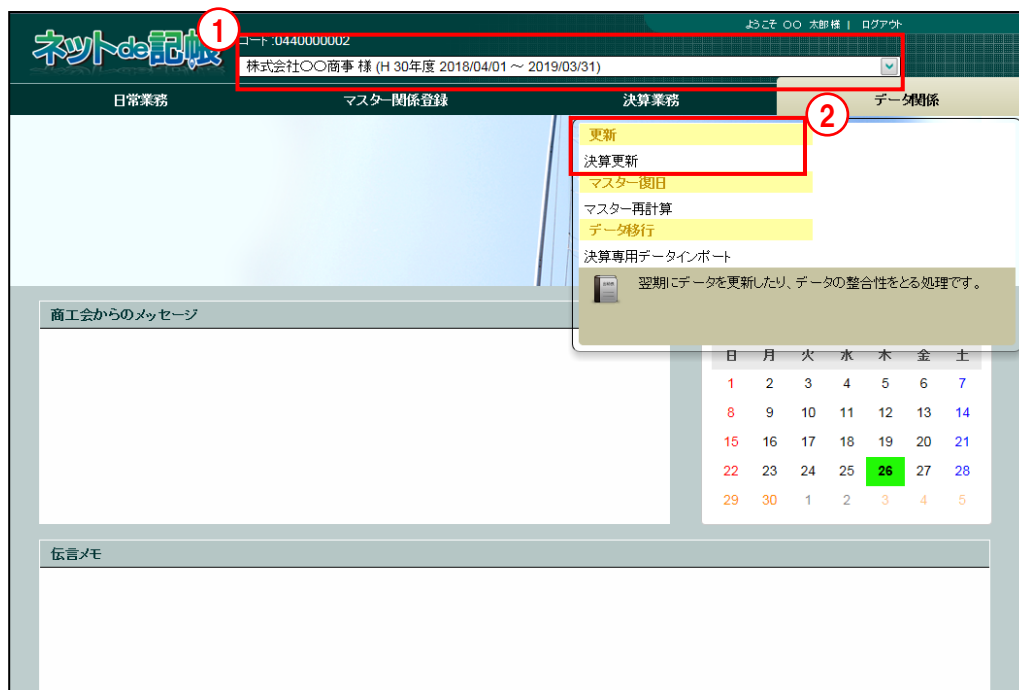 ようこそ 〇〇 太郎 様 | ログアウト
ネットde記帳
①
コード:0440000002
株式会社〇〇商事 様 (H 30年度 2018/04/01 ~ 2019/03/31)
日常業務 マスター関係登録 決算業務 データ関係
②
更新
決算更新
マスター復旧
マスター再計算
データ移行
決算専用データインポート
翌期にデータを更新したり、データの整合性をとる処理です。
商工会からのメッセージ
日 月 火 水 木 金 土
1 2 3 4 5 6 7
8 9 10 11 12 13 14
15 16 17 18 19 20 21
22 23 24 25 26 27 28
29 30 1 2 3 4 5
伝言メモ